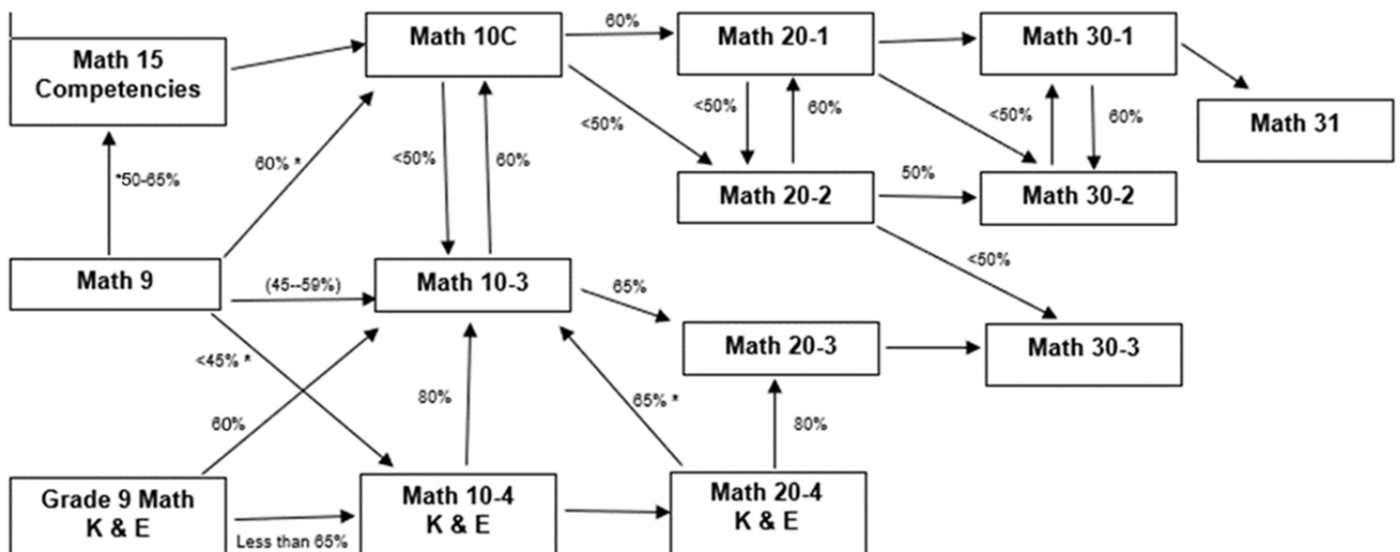 Math 15
Competencies
Math 10C
60%
Math 20-1
Math 30-1
Math 31
<50%
<50%
60%
<50%
60%
*50-65%
60% *
<50%
60%
Math 20-2
50%
Math 30-2
Math 9
(45--59%)
Math 10-3
65%
<50%
Math 20-3
Math 30-3
<45% *
60%
80%
65% *
80%
Grade 9 Math
K & E
Less than 65%
Math 10-4
K & E
Math 20-4
K & E